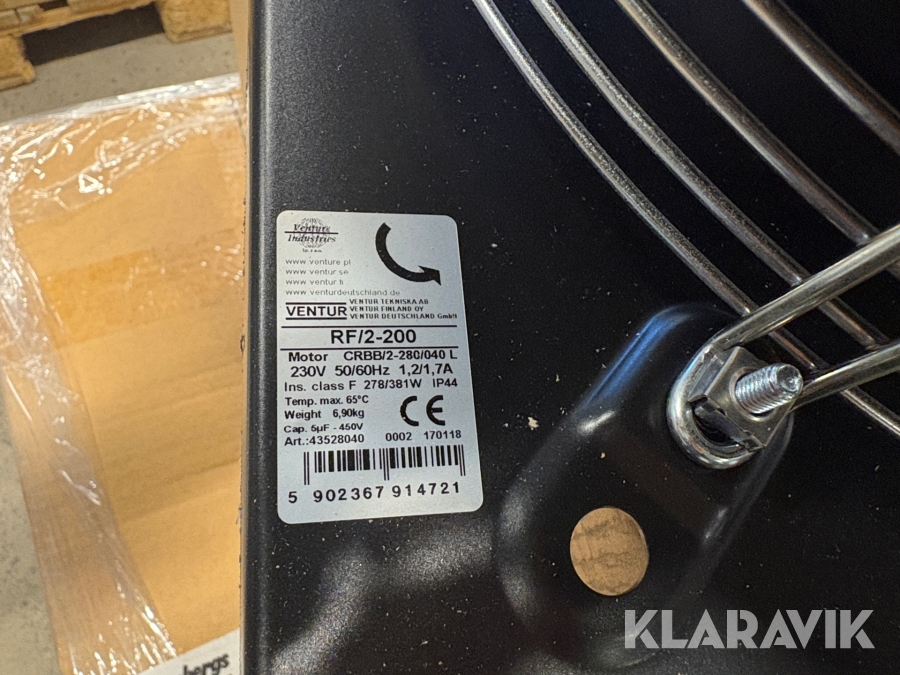 Venture
Industries
www.venture.pl
www.ventur.se
www.ventur.fi
www.venturdeutschland.de
VENTUR
VENTUR TEKNISKA AB
VENTUR FINLAND OY
VENTUR DEUTSCHLAND GmbH
RF/2-200
Motor CRBB/2-280/040 L
230V 50/60Hz 1,2/1,7A
Ins. class F 278/381W IP44
Temp. max. 65°C
Weight 6,90kg
Cap. 5µF - 450V
CE
Art.:43528040 0002 170118
5 902367 914721
bergs
KLARAVIK